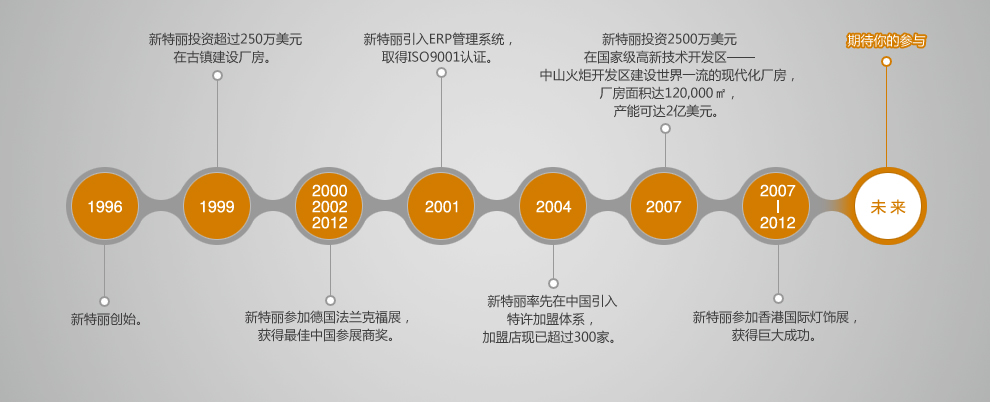 新特丽投资超过250万美元
在古镇建设厂房。
新特丽引入ERP管理系统，
取得ISO9001认证。
新特丽投资2500万美元
在国家级高新技术开发区——
中山火炬开发区建设世界一流的现代化厂房，
厂房面积达120,000㎡，
产能可达2亿美元。
期待你的参与
1996
1999
2000
2002
2012
2001
2004
2007
2007
|
2012
未来
新特丽创始。
新特丽参加德国法兰克福展，
获得最佳中国参展商奖。
新特丽率先在中国引入
特许加盟体系，
加盟店现已超过300家。
新特丽参加香港国际灯饰展，
获得巨大成功。